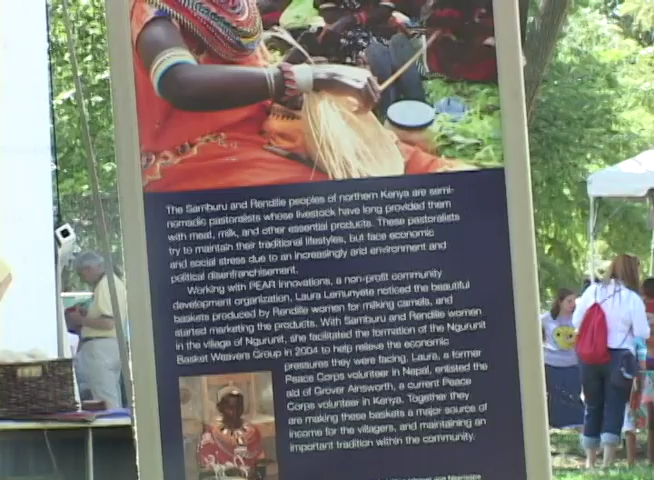 The Samburu and Rendille peoples of northern Kenya are semi-
nomadic pastoralists whose livestock have long provided them
with meat, milk, and other essential products. These pastoralists
try to maintain their traditional lifestyles, but face economic
and social stress due to an increasingly arid environment and
political disenfranchisement.
Working with PEAR Innovations, a non-profit community
development organization, Laura Lemunyete noticed the beautiful
baskets produced by Rendille women for milking camels, and
started marketing the products. With Samburu and Rendille women
in the village of Ngurunit, she facilitated the formation of the Ngurunit
Basket Weavers Group in 2004 to help relieve the economic
pressures they were facing. Laura, a former
Peace Corps volunteer in Nepal, enlisted the
aid of Grover Ainsworth, a current Peace
Corps volunteer in Kenya. Together they
are making these baskets a major source of
income for the villagers, and maintaining an
important tradition within the community.